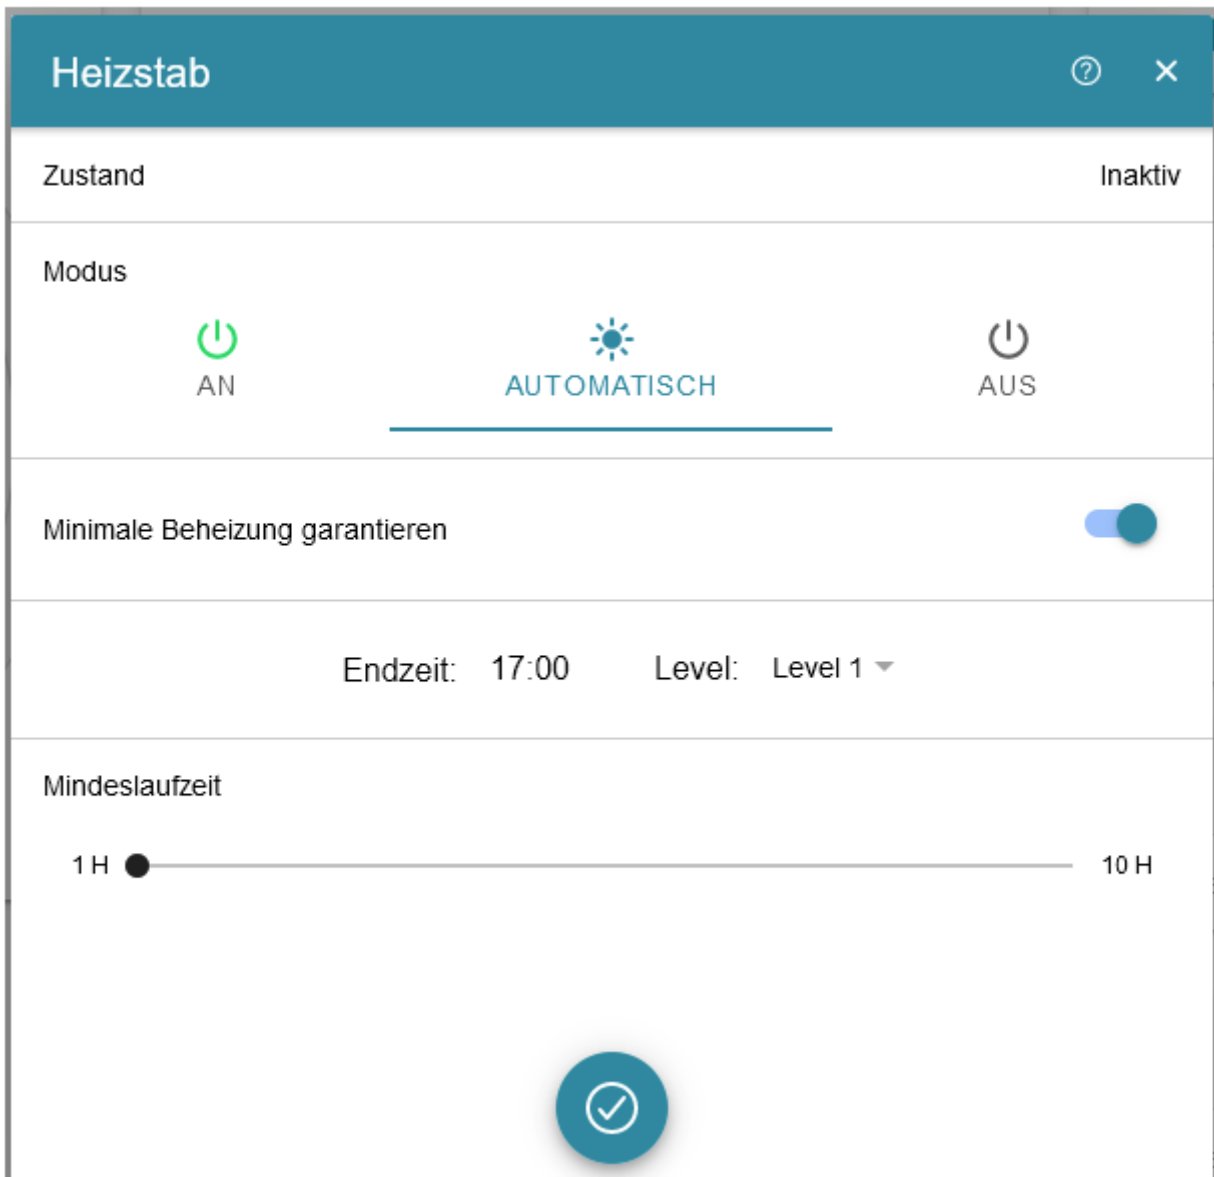 Heizstab
Zustand Inaktiv
Modus
AN AUTOMATISCH AUS
Minimale Beheizung garantieren
Endzeit: 17:00 Level: Level 1
Mindeslaufzeit
1 H 10 H